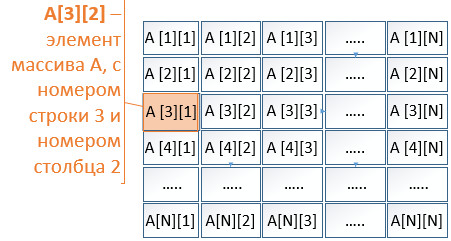 A[3][2] –
элемент
массива А, с
номером
строки 3 и
номером
столбца 2
A [1][1] A [1][2] A [1][3] ..... A [1][N]
A [2][1] A [2][2] A [2][3] ..... A [2][N]
A [3][1] A [3][2] A [3][3] ..... A [3][N]
A [4][1] A [4][2] A [4][3] ..... A [4][N]
..... ..... ..... ..... .....
A[N][1] A[N][2] A[N][3] ..... A[N][N]